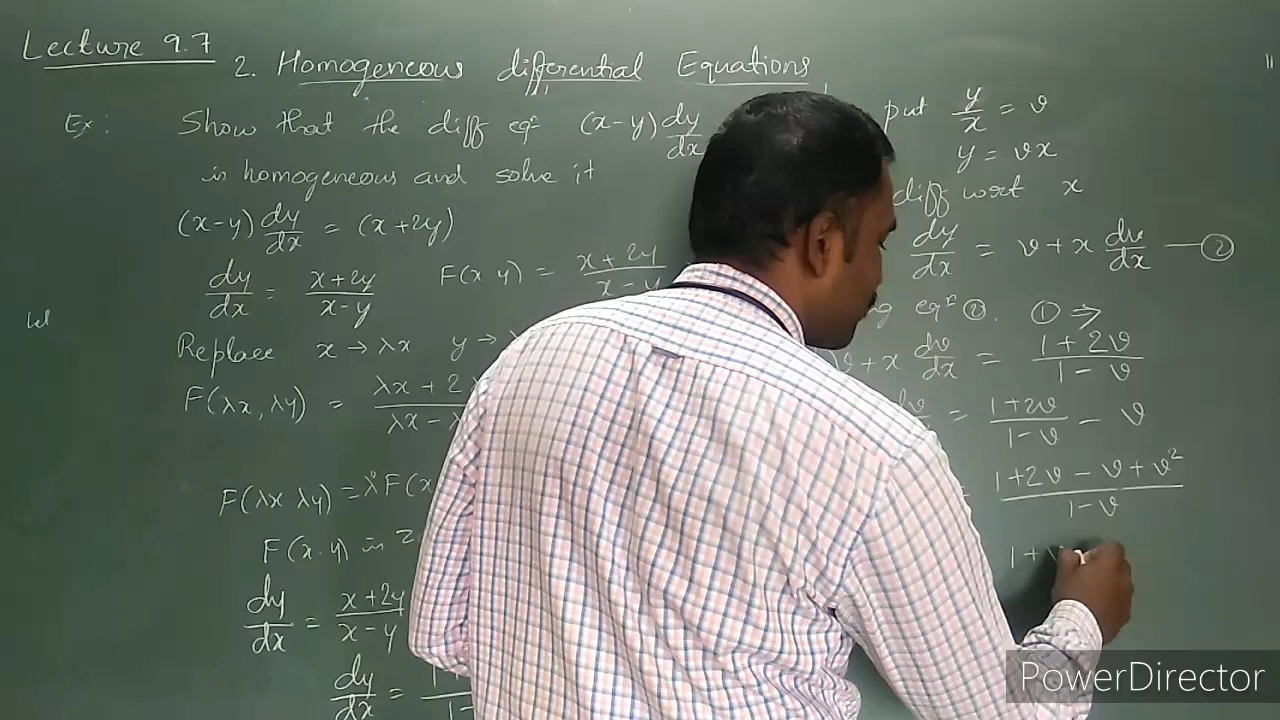 Lecture 9.7
2. Homogeneous differential Equations
Ex: Show that the diff eqn (x-y) dy/dx
is homogeneous and solve it
(x-y) dy/dx = (x+2y)
dy/dx = x+2y/x-y F(x y) = x+2y/x-y
Replace x→λx y→
F(λx, λy) = λx+2/λx-
F(λx λy) = λ⁰F(x
F(x y) is
dy/dx = x+2y/x-y
dy/dx =
put y/x = v
y = vx
diff wrt x
dy/dx = v+x dv/dx — ②
eqn ②. ① ⇒
v+x dv/dx = 1+2v/1-v
= 1+2v/1-v - v
1+2v-v+v²/1-v
1+
PowerDirector